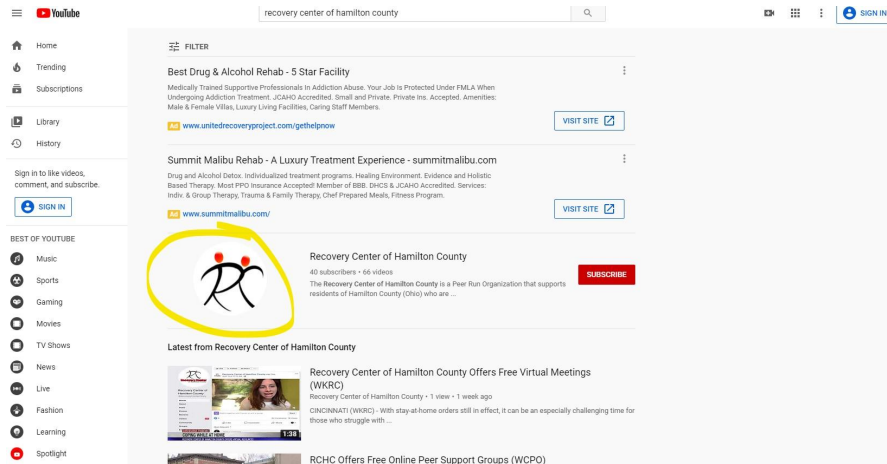 YouTube
recovery center of hamilton county
SIGN IN
Home
Trending
Subscriptions
Library
History
Sign in to like videos,
comment, and subscribe.
SIGN IN
BEST OF YOUTUBE
Music
Sports
Gaming
Movies
TV Shows
News
Live
Fashion
Learning
Spotlight
FILTER
Best Drug & Alcohol Rehab - 5 Star Facility
Medically Trained Supportive Professionals In Addiction Abuse. Your Job Is Protected Under FMLA When
Undergoing Addiction Treatment. JCAHO Accredited. Small and Private. Private Ins. Accepted. Amenities:
Male & Female Villas, Luxury Living Facilities, Caring Staff Members.
Ad www.unitedrecoveryproject.com/gethelpnow
VISIT SITE
Summit Malibu Rehab - A Luxury Treatment Experience - summitmalibu.com
Drug and Alcohol Detox. Individualized treatment programs. Healing Environment. Evidence and Holistic
Based Therapy. Most PPO Insurance Accepted! Member of BBB. DHCS & JCAHO Accredited. Services:
Indiv. & Group Therapy, Trauma & Family Therapy, Chef Prepared Meals, Fitness Program.
Ad www.summitmalibu.com/
VISIT SITE
Recovery Center of Hamilton County
40 subscribers • 66 videos
The Recovery Center of Hamilton County is a Peer Run Organization that supports
residents of Hamilton County (Ohio) who are ...
SUBSCRIBE
Latest from Recovery Center of Hamilton County
COPING WHILE AT HOME
1:38
Recovery Center of Hamilton County Offers Free Virtual Meetings
(WKRC)
Recovery Center of Hamilton County • 1 view • 1 week ago
CINCINNATI (WKRC) - With stay-at-home orders still in effect, it can be an especially challenging time for
those who struggle with ...
RCHC Offers Free Online Peer Support Groups (WCPO)